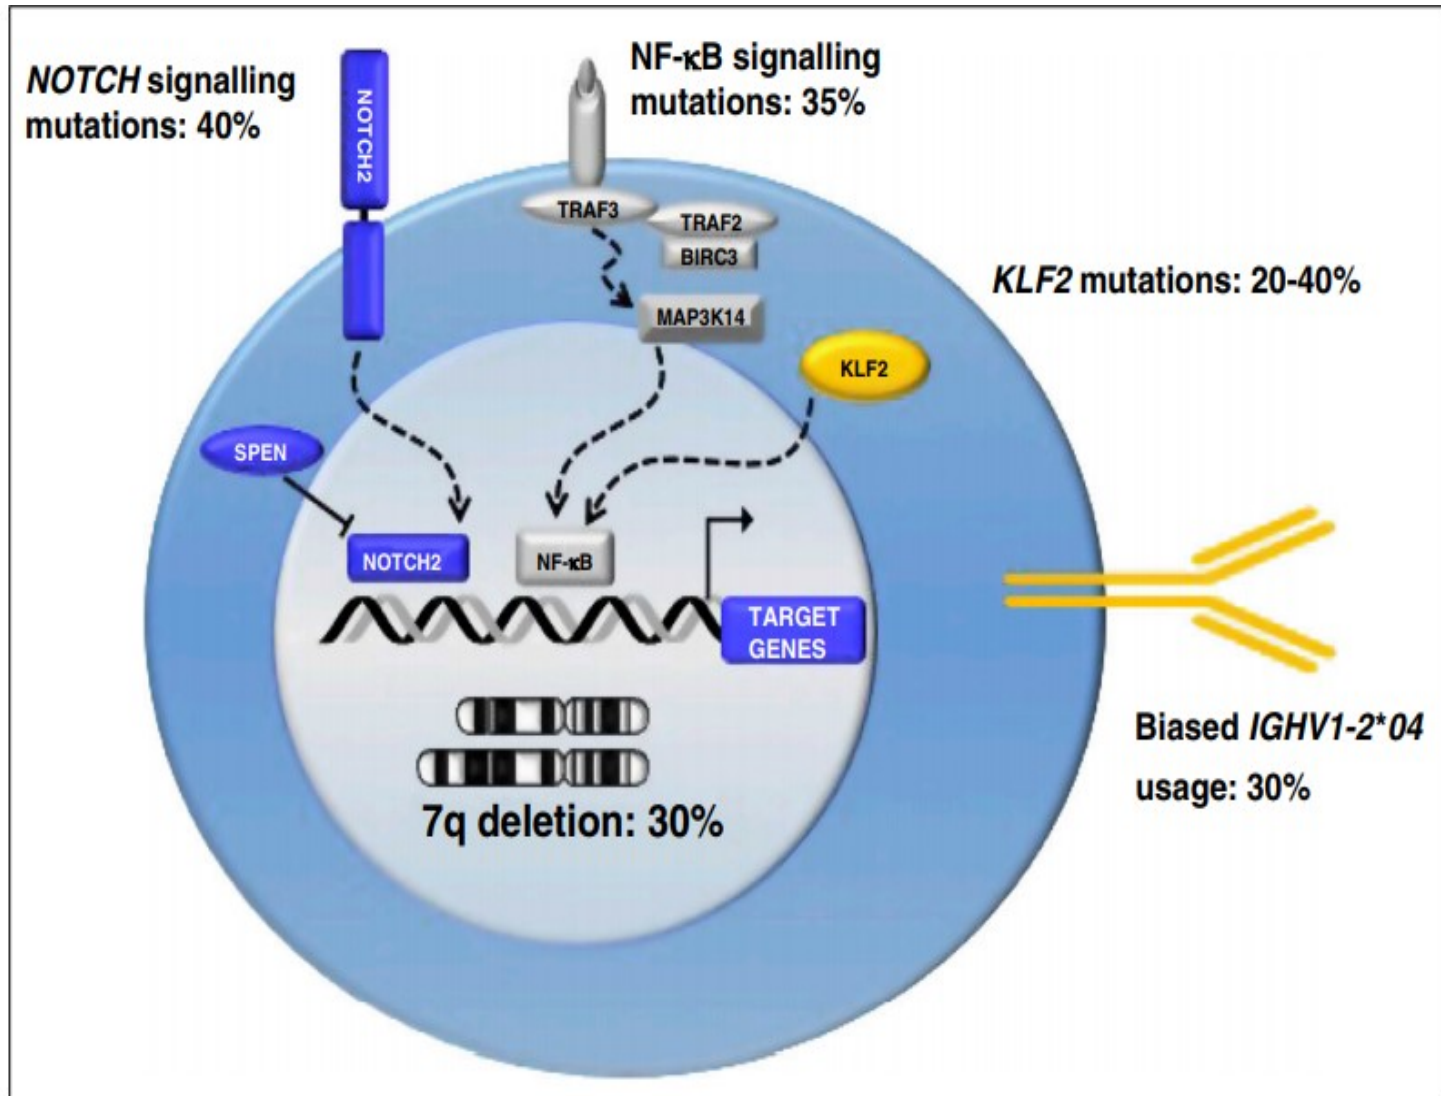 NOTCH signalling
mutations: 40%
NOTCH2
NF-κB signalling
mutations: 35%
TRAF3
TRAF2
BIRC3
MAP3K14
KLF2 mutations: 20-40%
KLF2
SPEN
NOTCH2
NF-κB
TARGET
GENES
7q deletion: 30%
Biased IGHV1-2*04
usage: 30%